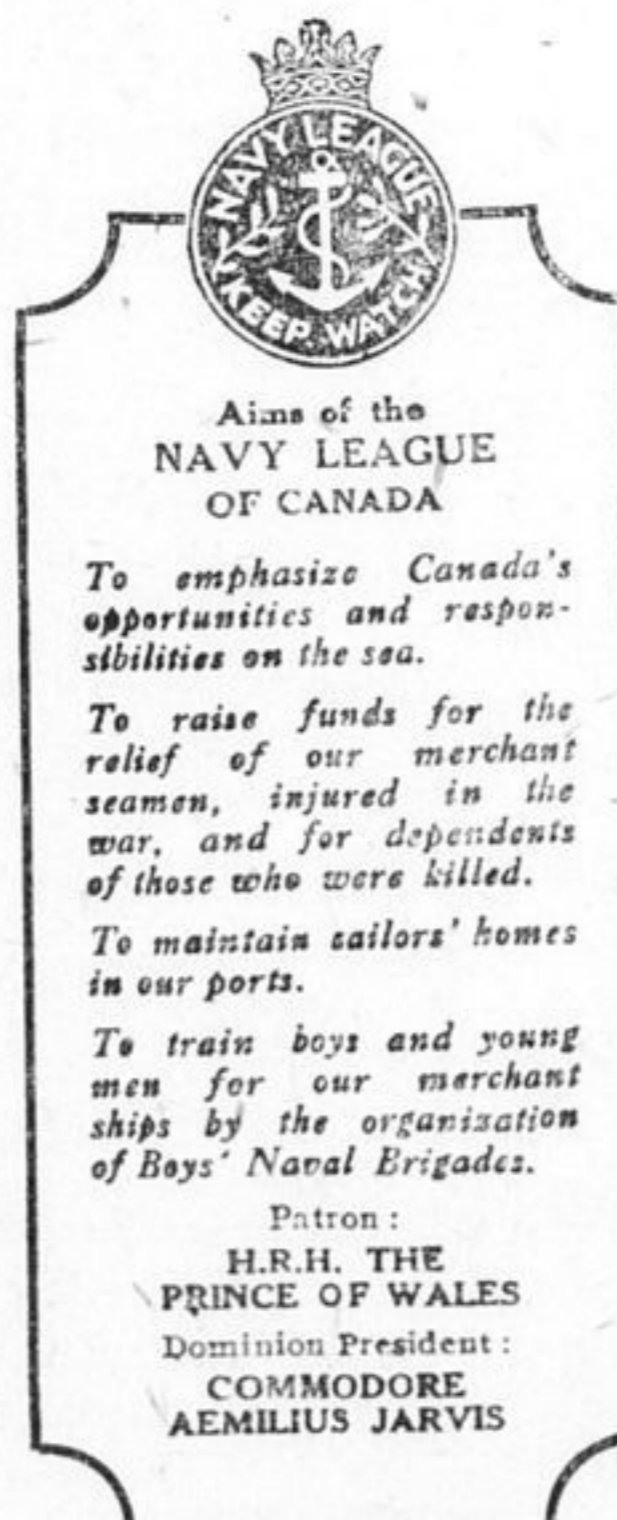 NAVY LEAGUE
KEEP WATCH
Aims of the
NAVY LEAGUE
OF CANADA
To emphasize Canada's
opportunities and respon-
sibilities on the sea.
To raise funds for the
relief of our merchant
seamen, injured in the
war, and for dependents
of those who were killed.
To maintain sailors' homes
in our ports.
To train boys and young
men for our merchant
ships by the organization
of Boys' Naval Brigades.
Patron :
H.R.H. THE
PRINCE OF WALES
Dominion President :
COMMODORE
AEMILIUS JARVIS